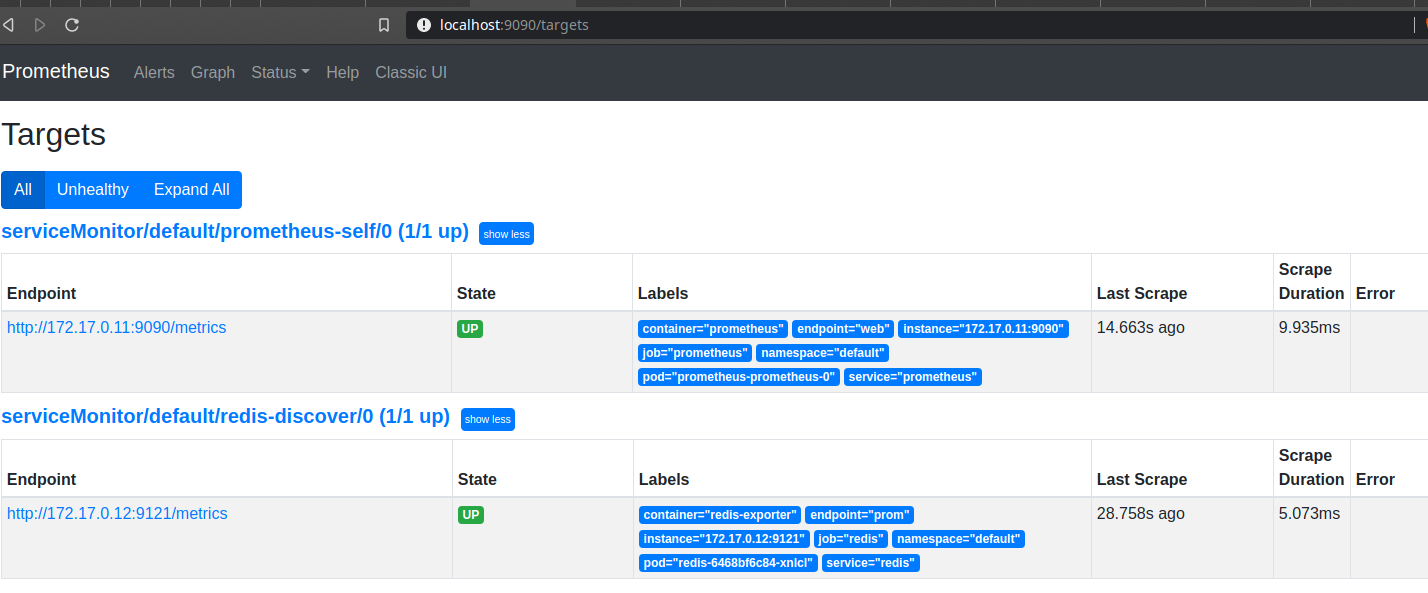 localhost:9090/targets
Prometheus Alerts Graph Status Help Classic UI
Targets
All Unhealthy Expand All
serviceMonitor/default/prometheus-self/0 (1/1 up) show less
Endpoint State Labels Last Scrape Scrape Duration Error
http://172.17.0.11:9090/metrics UP container="prometheus" endpoint="web" instance="172.17.0.11:9090" 14.663s ago 9.935ms
job="prometheus" namespace="default"
pod="prometheus-prometheus-0" service="prometheus"
serviceMonitor/default/redis-discover/0 (1/1 up) show less
Endpoint State Labels Last Scrape Scrape Duration Error
http://172.17.0.12:9121/metrics UP container="redis-exporter" endpoint="prom" 28.758s ago 5.073ms
instance="172.17.0.12:9121" job="redis" namespace="default"
pod="redis-6468bf6c84-xnlcl" service="redis"